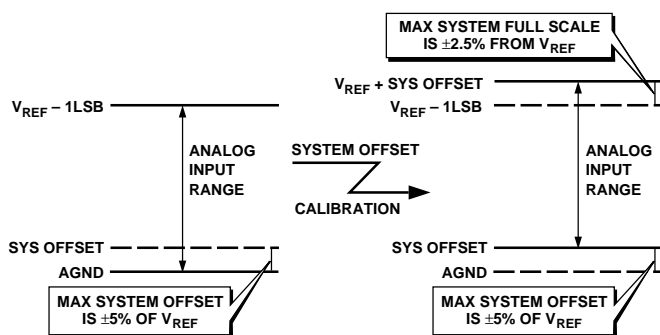 MAX SYSTEM FULL SCALE
IS ±2.5% FROM VREF
VREF – 1LSB
ANALOG
INPUT
RANGE
SYS OFFSET
AGND
MAX SYSTEM OFFSET
IS ±5% OF VREF
SYSTEM OFFSET
CALIBRATION
VREF + SYS OFFSET
VREF – 1LSB
ANALOG
INPUT
RANGE
SYS OFFSET
AGND
MAX SYSTEM OFFSET
IS ±5% OF VREF